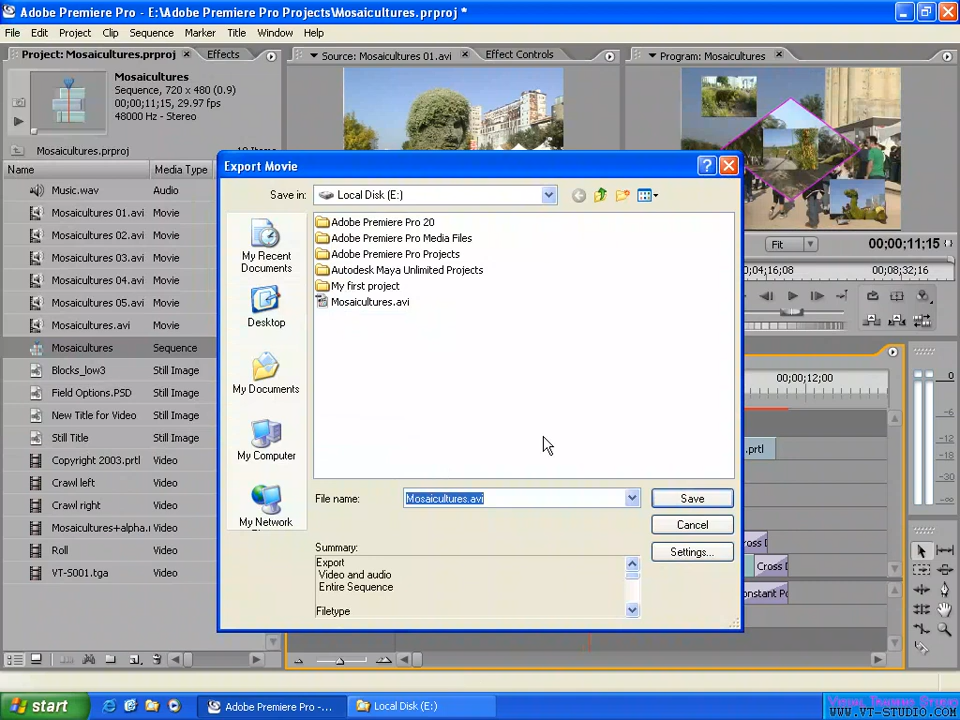 Adobe Premiere Pro - E:\Adobe Premiere Pro Projects\Mosaicultures.prproj *
File Edit Project Clip Sequence Marker Title Window Help
Project: Mosaicultures.prproj
Effects
Source: Mosaicultures 01.avi
Effect Controls
Program: Mosaicultures
Mosaicultures
Sequence, 720 x 480 (0.9)
00;00;11;15, 29.97 fps
48000 Hz - Stereo
Mosaicultures.prproj
Name
Media Type
Music.wav Audio
Mosaicultures 01.avi Movie
Mosaicultures 02.avi Movie
Mosaicultures 03.avi Movie
Mosaicultures 04.avi Movie
Mosaicultures 05.avi Movie
Mosaicultures.avi Movie
Mosaicultures Sequence
Blocks_low3 Still Image
Field Options.PSD Still Image
New Title for Video Still Image
Still Title Still Image
Copyright 2003.prtl Video
Crawl left Video
Crawl right Video
Mosaicultures+alpha. Video
Roll Video
VT-5001.tga Video
Export Movie
Save in: Local Disk (E:)
My Recent
Documents
Desktop
My Documents
My Computer
My Network
Adobe Premiere Pro 20
Adobe Premiere Pro Media Files
Adobe Premiere Pro Projects
Autodesk Maya Unlimited Projects
My first project
Mosaicultures.avi
File name: Mosaicultures.avi
Save
Cancel
Settings...
Summary:
Export
Video and audio
Entire Sequence
Filetype
Fit
00;00;11;15
;04;16;08 00;08;32;16
00;00;12;00
.prtl
ross D
Cross D
onstant Po
0
-6
-12
-18
-30
start
Adobe Premiere Pro -...
Local Disk (E:)
WWW.VT-STUDIO.COM